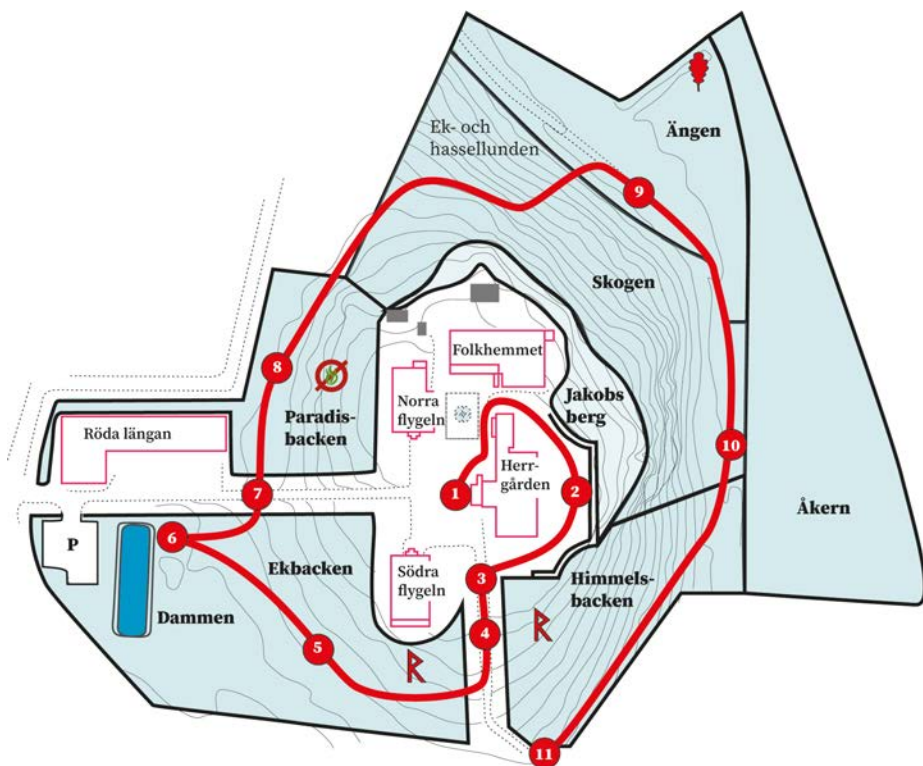 Ek- och
hassellunden
Ängen
9
Skogen
Folkhemmet
8
Paradis-
backen
Norra
flygeln
Jakobs
berg
Röda längan
Herr-
gården
10
7
1
2
Åkern
6
P
Ekbacken
3
Södra
flygeln
Himmels-
backen
Dammen
5
4
R
R
11